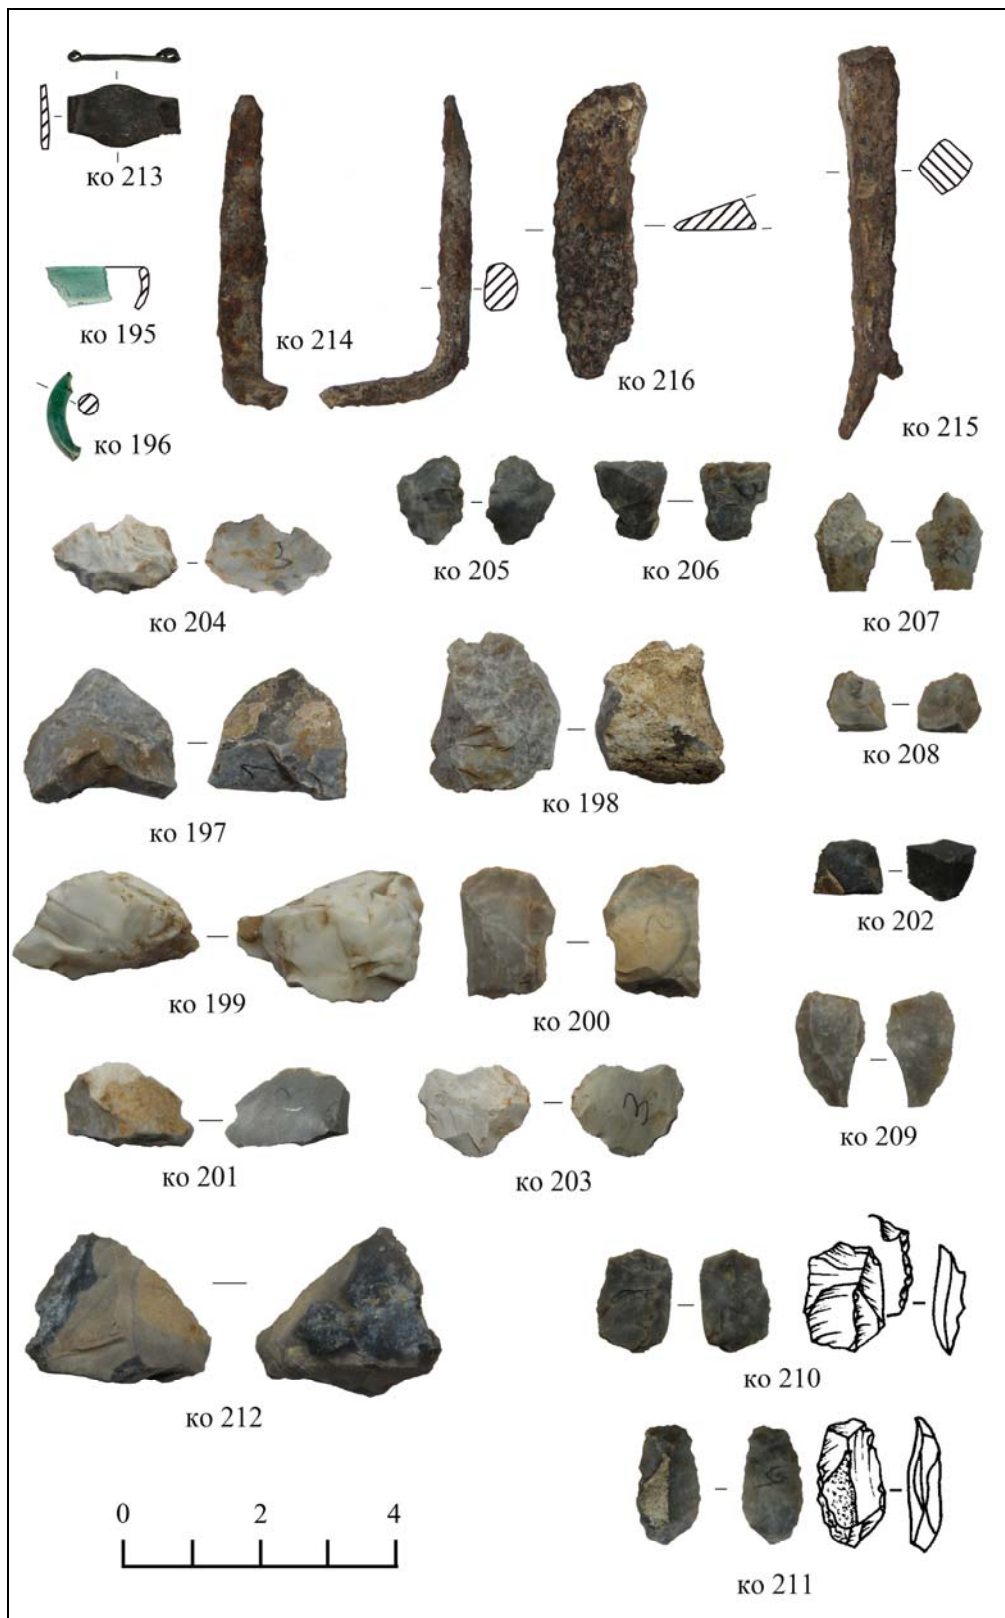 ко 213
ко 195
ко 196
ко 214
ко 216
ко 215
ко 205
ко 206
ко 204
ко 207
ко 197
ко 198
ко 208
ко 202
ко 199
ко 200
ко 209
ко 201
ко 203
ко 212
ко 210
ко 211
0 2 4